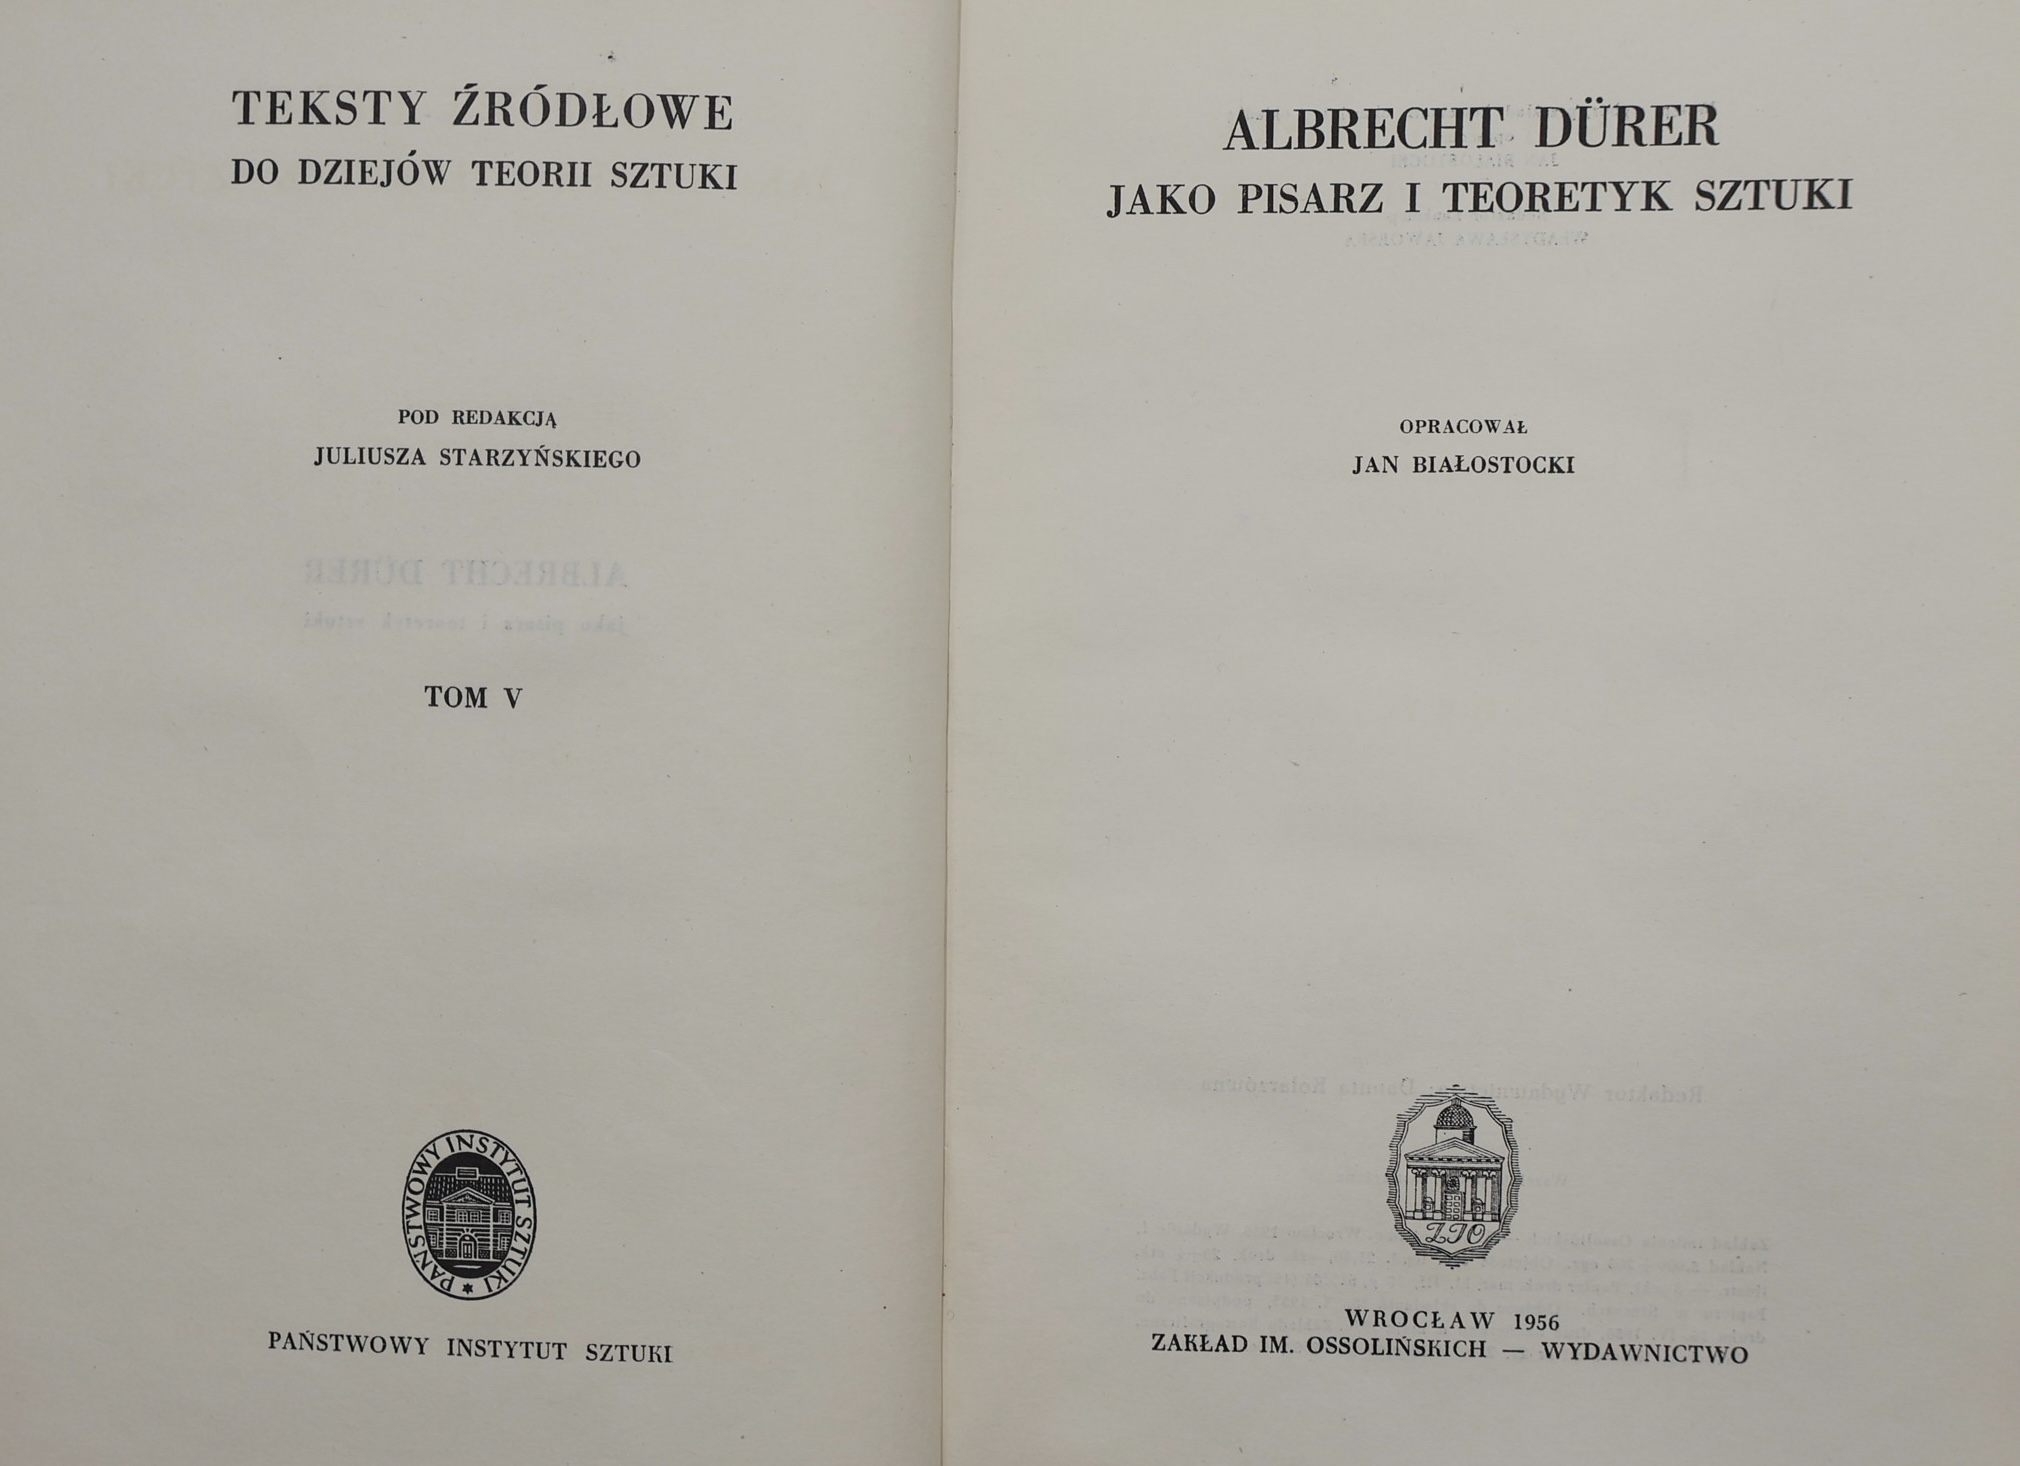 TEKSTY ŹRÓDŁOWE
DO DZIEJÓW TEORII SZTUKI
POD REDAKCJĄ
JULIUSZA STARZYŃSKIEGO
TOM V
PAŃSTWOWY INSTYTUT SZTUKI
PAŃSTWOWY INSTYTUT SZTUKI
ALBRECHT DÜRER
JAKO PISARZ I TEORETYK SZTUKI
OPRACOWAŁ
JAN BIAŁOSTOCKI
ZIO
WROCŁAW 1956
ZAKŁAD IM. OSSOLIŃSKICH — WYDAWNICTWO